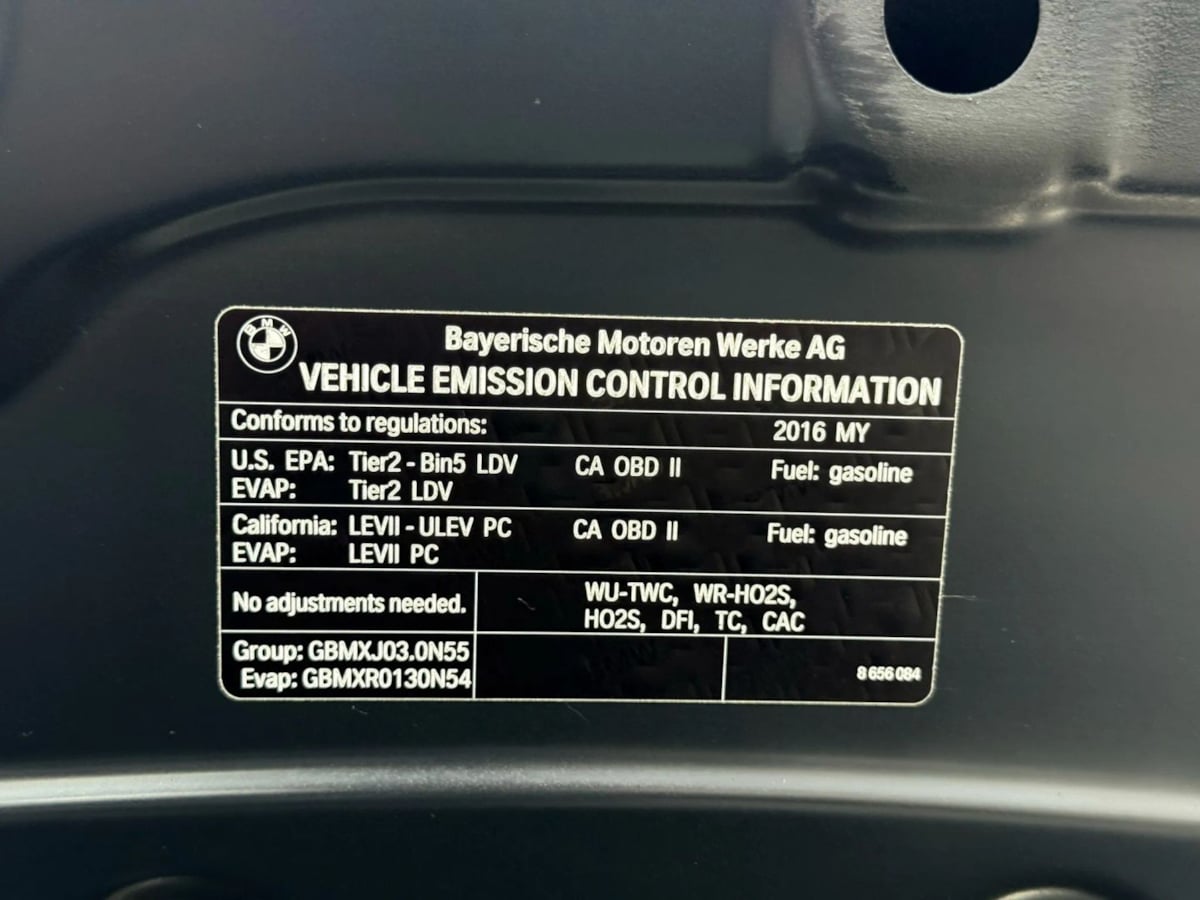 BMW
Bayerische Motoren Werke AG
VEHICLE EMISSION CONTROL INFORMATION
Conforms to regulations: 2016 MY
U.S. EPA: Tier2 - Bin5 LDV CA OBD II Fuel: gasoline
EVAP: Tier2 LDV
California: LEVII - ULEV PC CA OBD II Fuel: gasoline
EVAP: LEVII PC
No adjustments needed.
WU-TWC, WR-HO2S,
HO2S, DFI, TC, CAC
Group: GBMXJ03.0N55
Evap: GBMXR0130N54
8 656 084